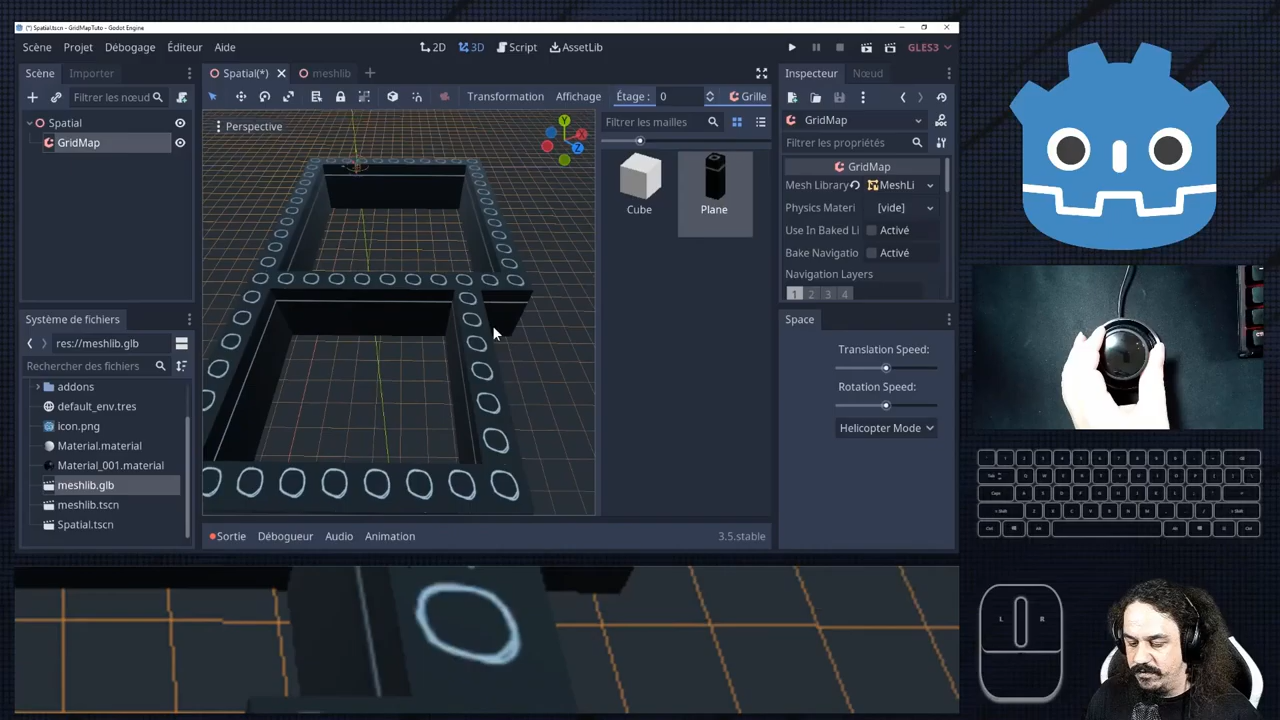 (*) Spatial.tscn - GridMapTuto - Godot Engine
Scène Projet Débogage Éditeur Aide
2D 3D Script AssetLib
GLES3
Scène Importer
Filtrer les nœud
Spatial
GridMap
Spatial(*) meshlib
Transformation Affichage Étage : 0 Grille
Perspective
Y
X
Z
Filtrer les mailles
Cube Plane
Inspecteur Nœud
GridMap
Filtrer les propriétés
GridMap
Mesh Library MeshLi
Physics Materi [vide]
Use In Baked Li Activé
Bake Navigatio Activé
Navigation Layers
1 2 3 4
Système de fichiers
res://meshlib.glb
Rechercher des fichiers
addons
default_env.tres
icon.png
Material.material
Material_001.material
meshlib.glb
meshlib.tscn
Spatial.tscn
Space
Translation Speed:
Rotation Speed:
Helicopter Mode
Sortie Débogueur Audio Animation 3.5.stable
L R